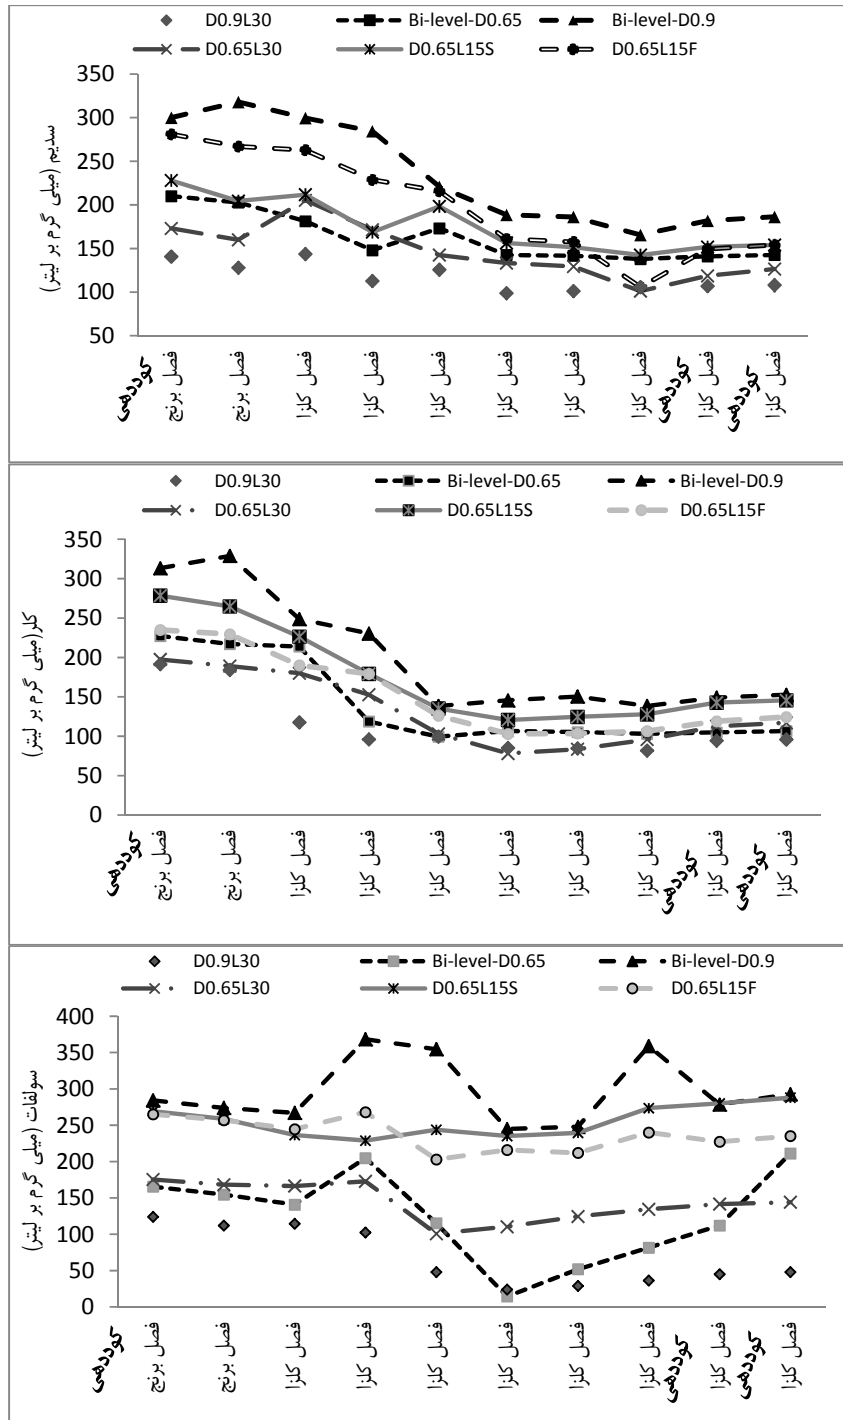 D0.9L30 Bi-level-D0.65 Bi-level-D0.9
D0.65L30 D0.65L15S D0.65L15F
350
300
250
200
150
100
50
سدیم (میلی گرم بر لیتر)
کوددهی
فصل برنج
فصل برنج
فصل کلزا
فصل کلزا
فصل کلزا
فصل کلزا
فصل کلزا
فصل کلزا
کوددهی
فصل کلزا
کوددهی
فصل کلزا
D0.9L30 Bi-level-D0.65 Bi-level-D0.9
D0.65L30 D0.65L15S D0.65L15F
350
300
250
200
150
100
50
0
کلر(میلی گرم بر لیتر)
کوددهی
فصل برنج
فصل برنج
فصل کلزا
فصل کلزا
فصل کلزا
فصل کلزا
فصل کلزا
فصل کلزا
کوددهی
فصل کلزا
کوددهی
فصل کلزا
D0.9L30 Bi-level-D0.65 Bi-level-D0.9
D0.65L30 D0.65L15S D0.65L15F
400
350
300
250
200
150
100
50
0
سولفات (میلی گرم بر لیتر)
کوددهی
فصل برنج
فصل برنج
فصل کلزا
فصل کلزا
فصل کلزا
فصل کلزا
فصل کلزا
فصل کلزا
کوددهی
فصل کلزا
کوددهی
فصل کلزا